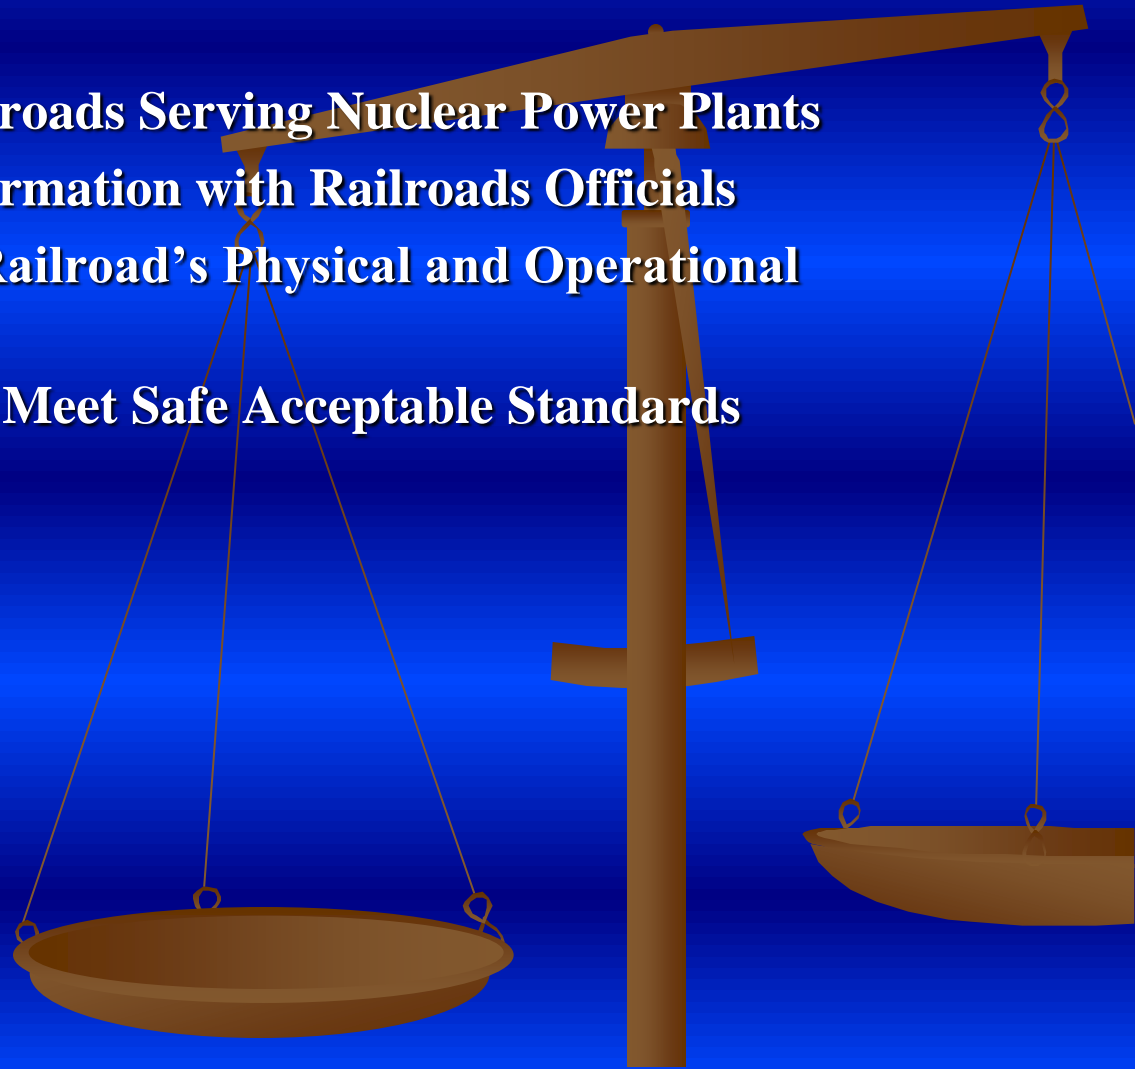 roads Serving Nuclear Power Plants
rmation with Railroads Officials
Railroad’s Physical and Operational
Meet Safe Acceptable Standards